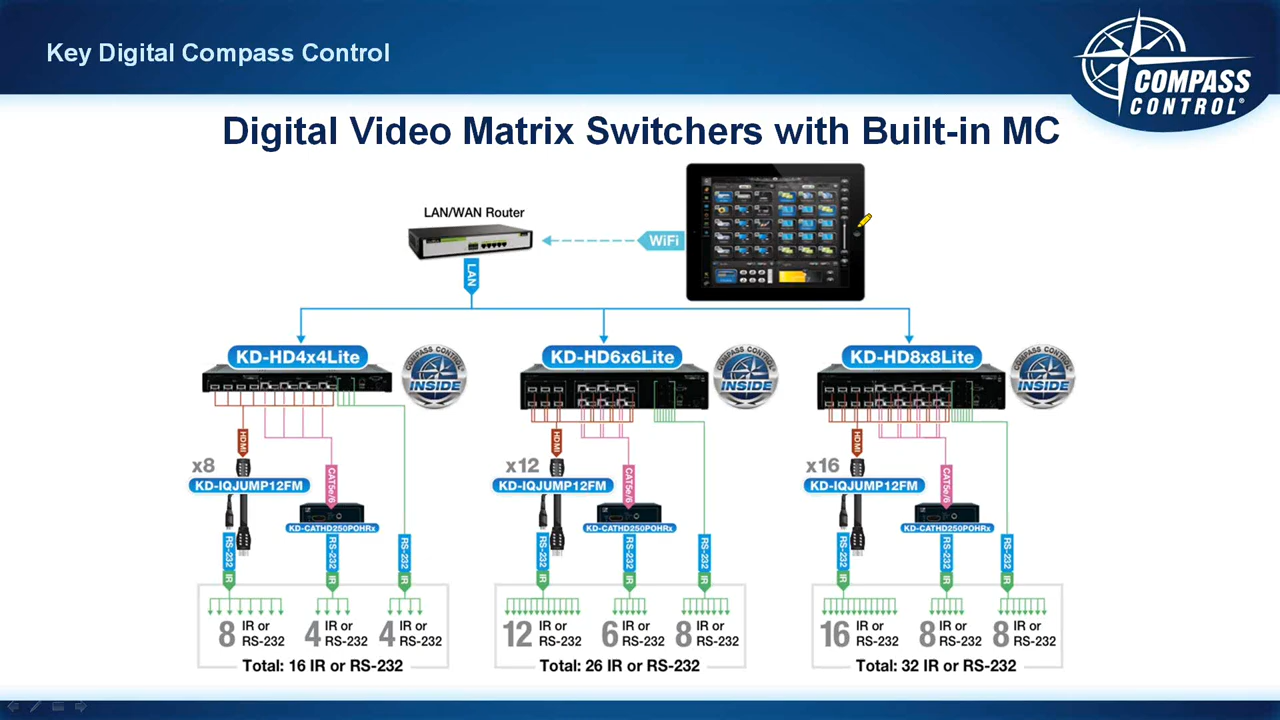 Key Digital Compass Control
COMPASS
CONTROL®
Digital Video Matrix Switchers with Built-in MC
LAN/WAN Router
WiFi
LAN
KD-HD4x4Lite
COMPASS CONTROL®
INSIDE
KD-HD6x6Lite
COMPASS CONTROL®
INSIDE
KD-HD8x8Lite
COMPASS CONTROL®
INSIDE
HDMI
x8
KD-IQJUMP12FM
CAT5e/6
KD-CATHD250POHRx
RS-232
IR
RS-232
IR
RS-232
IR
8 IR or
RS-232
4 IR or
RS-232
4 IR or
RS-232
Total: 16 IR or RS-232
HDMI
x12
KD-IQJUMP12FM
CAT5e/6
KD-CATHD250POHRx
RS-232
IR
RS-232
IR
RS-232
IR
12 IR or
RS-232
6 IR or
RS-232
8 IR or
RS-232
Total: 26 IR or RS-232
HDMI
x16
KD-IQJUMP12FM
CAT5e/6
KD-CATHD250POHRx
RS-232
IR
RS-232
IR
RS-232
IR
16 IR or
RS-232
8 IR or
RS-232
8 IR or
RS-232
Total: 32 IR or RS-232